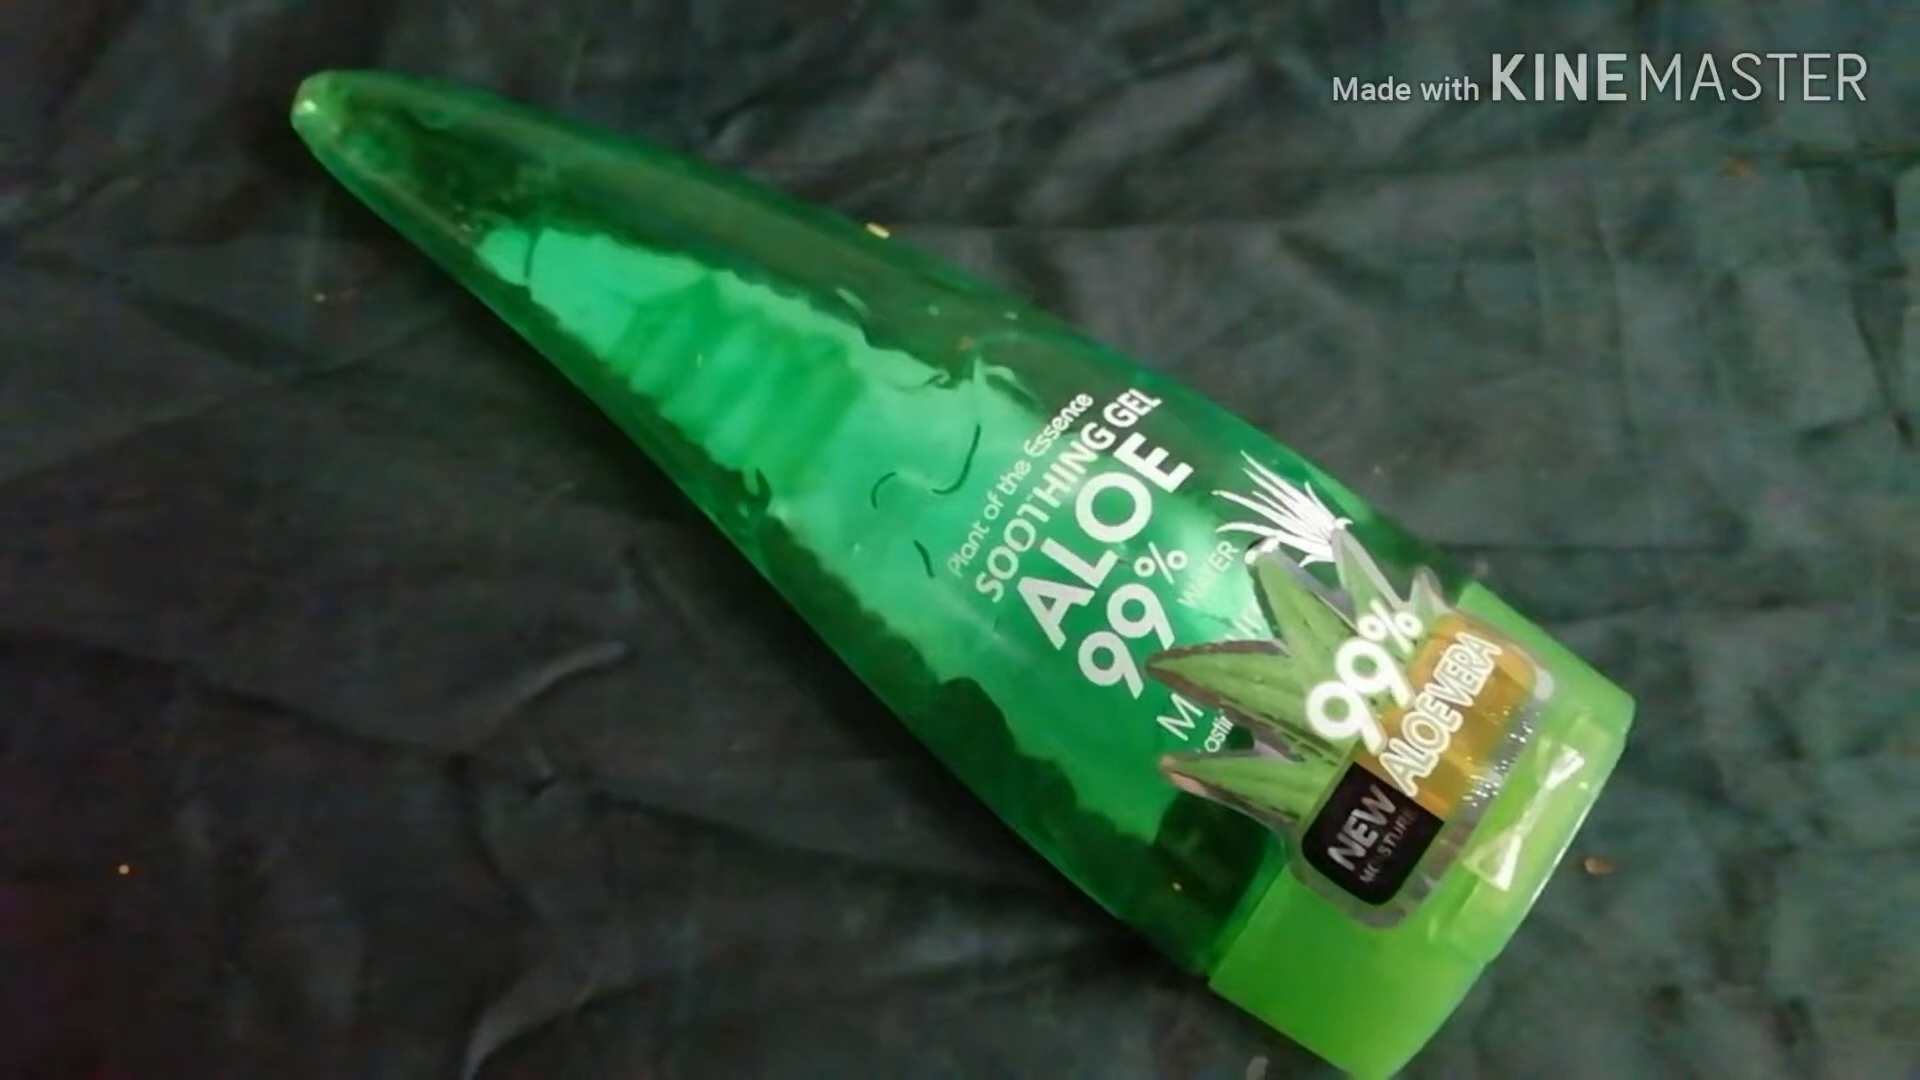 Made with KINEMASTER
Plant of the Essence
SOOTHING GEL
ALOE
99%
WATER
99%
ALOE VERA
NEW
MOISTURE